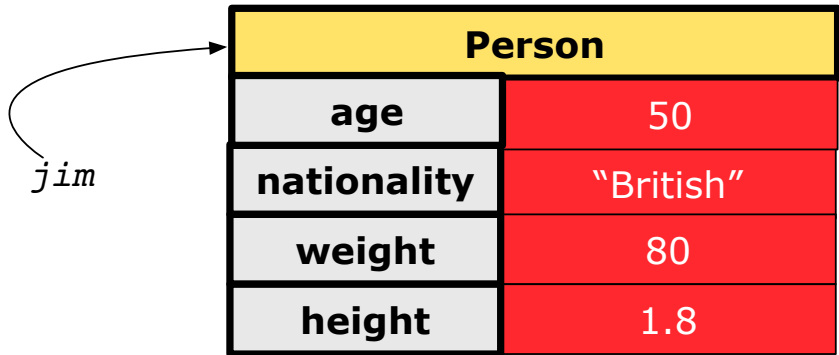 Person
age 50
jim
nationality “British”
weight 80
height 1.8